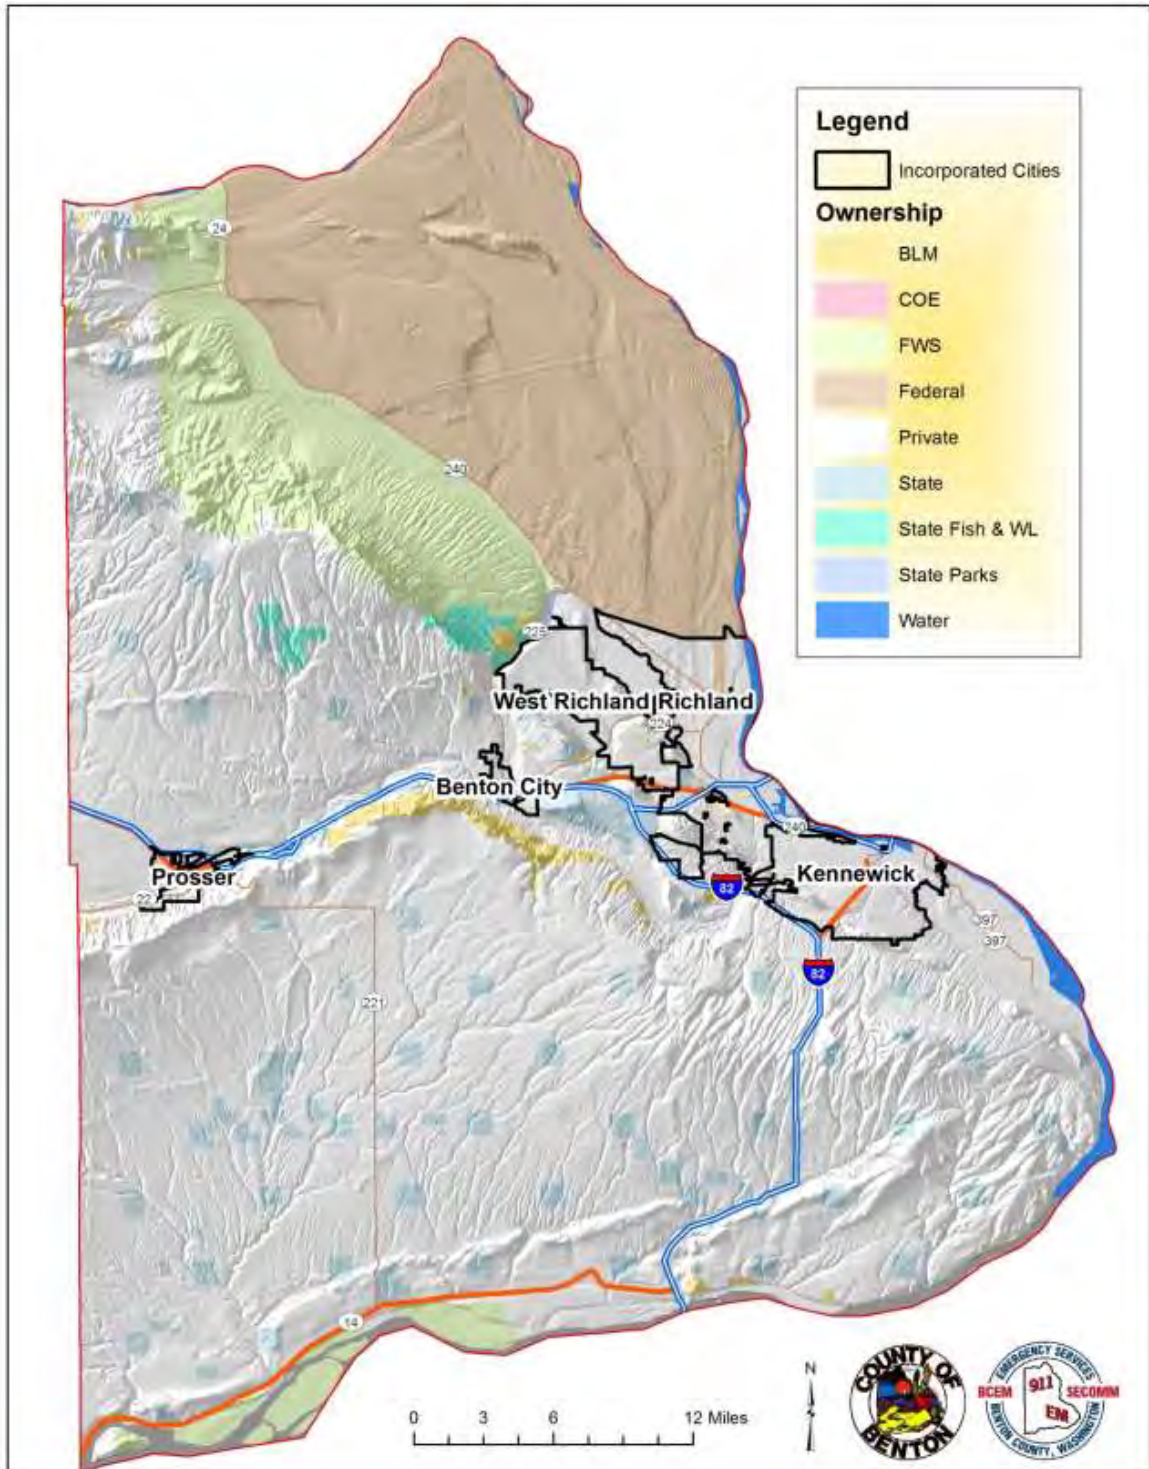 Legend
Incorporated Cities
Ownership
BLM
COE
FWS
Federal
Private
State
State Fish & WL
State Parks
Water
24
240
225
West Richland
Richland
224
Benton City
240
Prosser
22
Kennewick
82
397
397
82
221
14
0 3 6 12 Miles
N
COUNTY OF
BENTON
EMERGENCY SERVICES
BCEM
911
EM
SECOMM
BENTON COUNTY, WASHINGTON